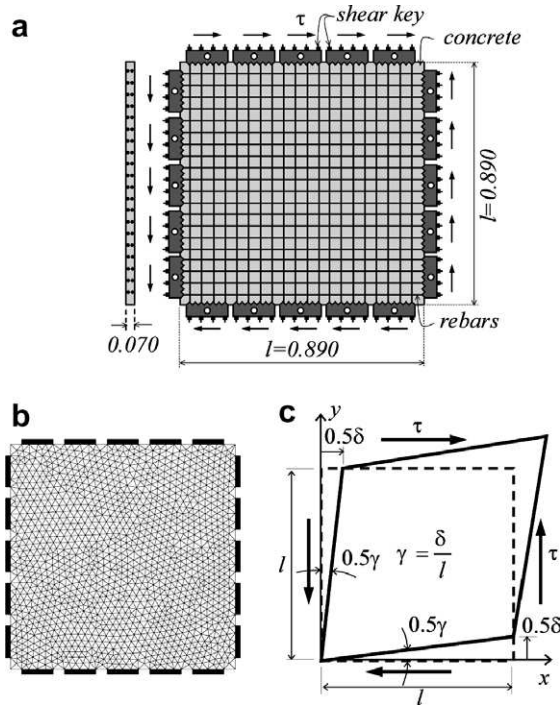 a
τ
shear key
concrete
l=0.890
rebars
0.070
l=0.890
b
c
y
0.5δ
τ
l
0.5γ
γ = δ/l
τ
0.5γ
0.5δ
x
l